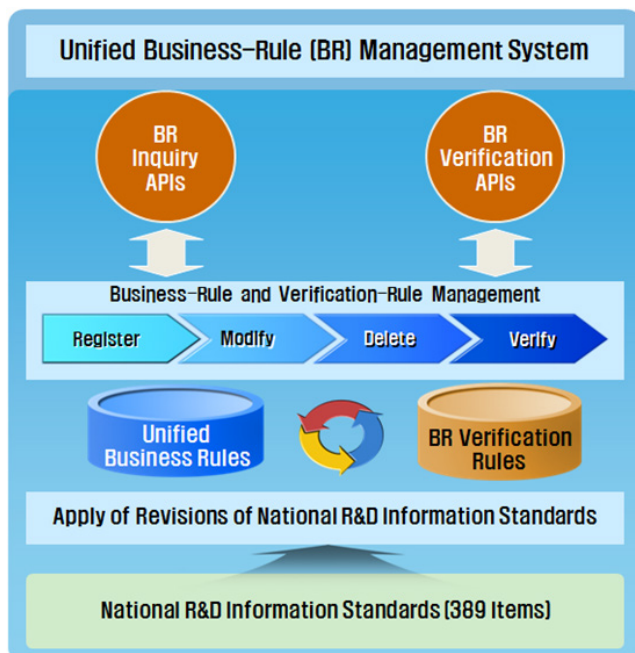 Unified Business-Rule (BR) Management System
BR
Inquiry
APIs
BR
Verification
APIs
Business-Rule and Verification-Rule Management
Register
Modify
Delete
Verify
Unified
Business Rules
BR Verification
Rules
Apply of Revisions of National R&D Information Standards
National R&D Information Standards (389 Items)